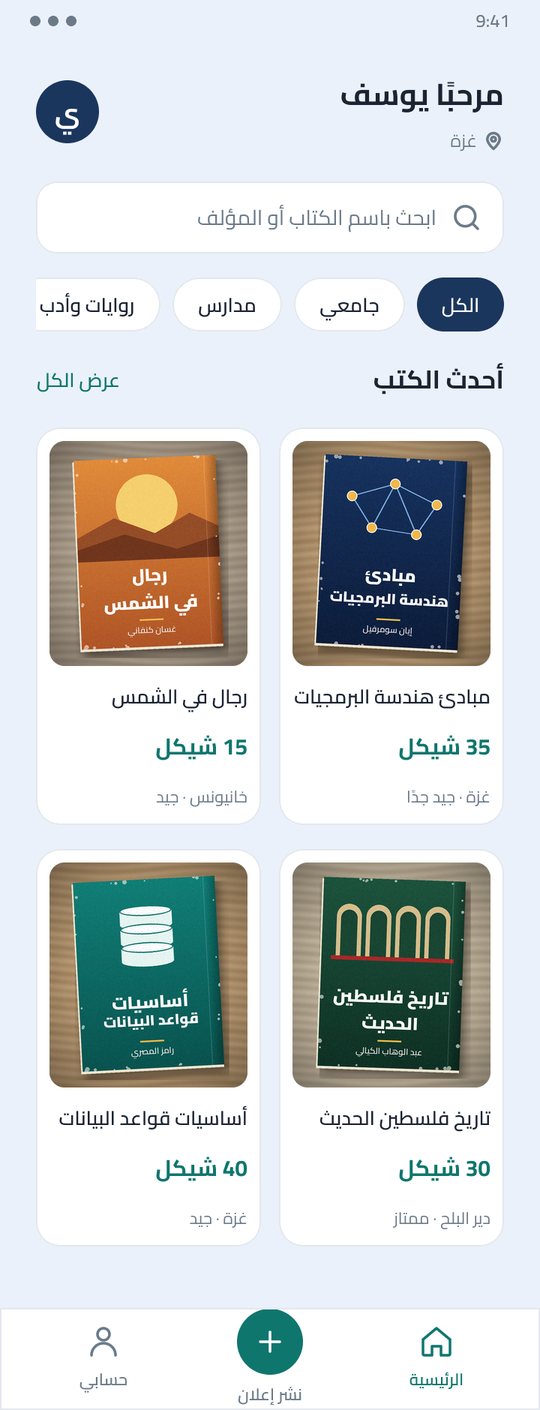 9:41
مرحبًا يوسف
ي
غزة
ابحث باسم الكتاب أو المؤلف
الكل
جامعي
مدارس
روايات وأدب
أحدث الكتب
عرض الكل
مبادئ
هندسة البرمجيات
إيان سومرفيل
مبادئ هندسة البرمجيات
35 شيكل
غزة · جيد جدًا
رجال
في الشمس
غسان كنفاني
رجال في الشمس
15 شيكل
خانيونس · جيد
تاريخ فلسطين
الحديث
عبد الوهاب الكيالي
تاريخ فلسطين الحديث
30 شيكل
دير البلح · ممتاز
أساسيات
قواعد البيانات
رامز المصري
أساسيات قواعد البيانات
40 شيكل
غزة · جيد
الرئيسية
نشر إعلان
حسابي